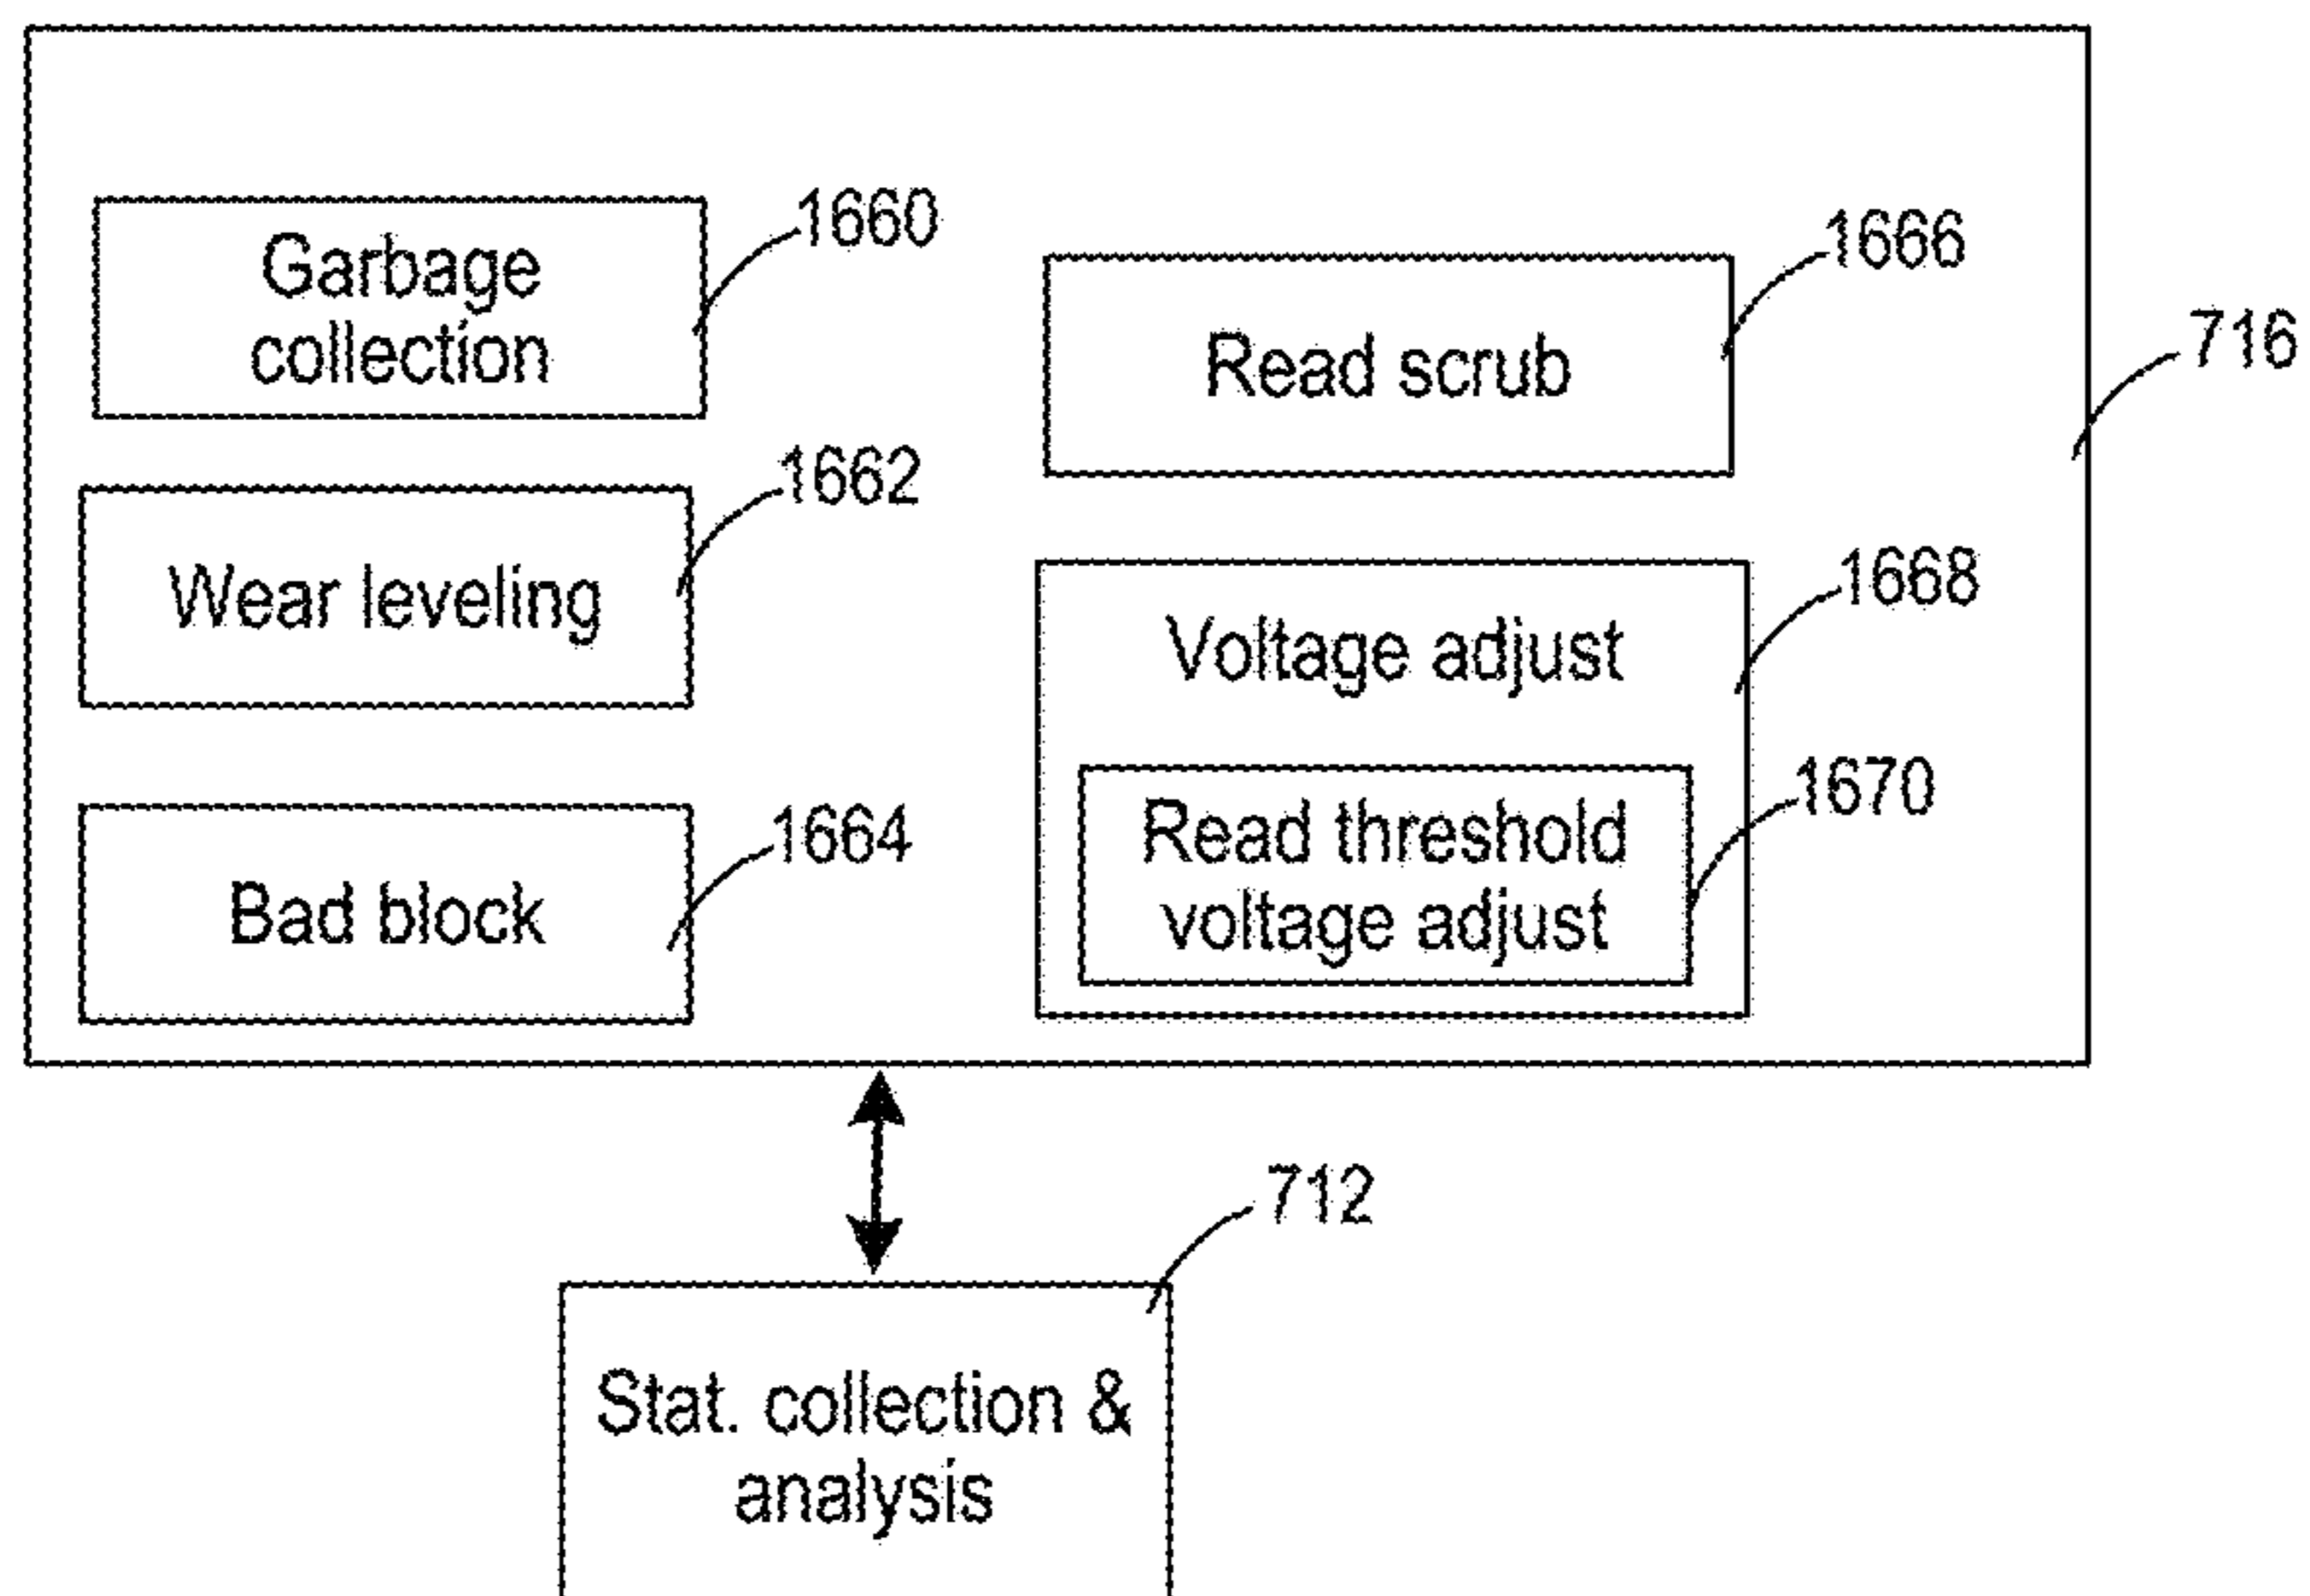 Garbage
collection
1660
Wear leveling
1662
Bad block
1664
Read scrub
1666
Voltage adjust
1668
Read threshold
voltage adjust
1670
716
Stat. collection &
analysis
712